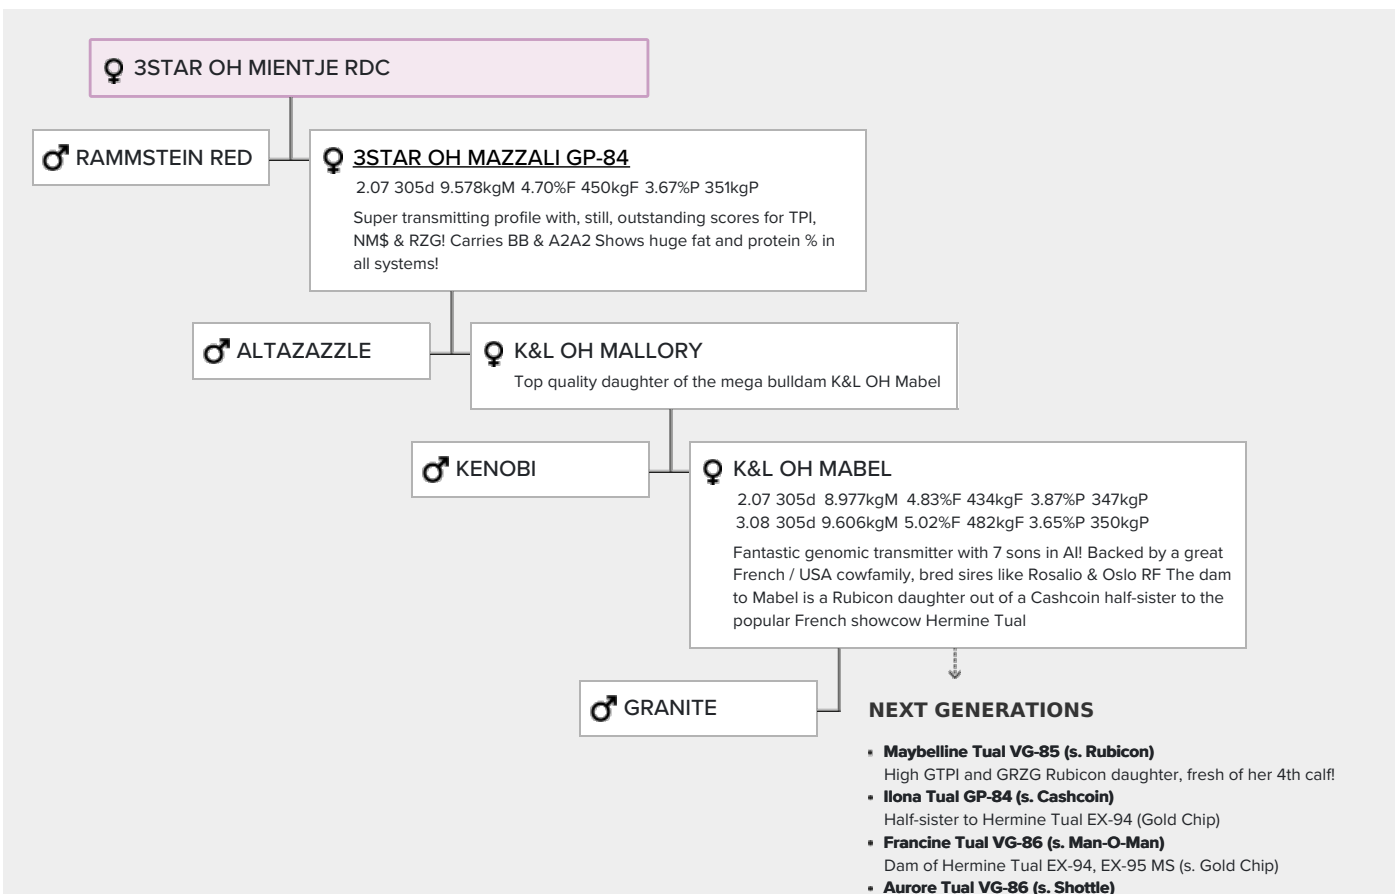 3STAR OH MIENTJE RDC
RAMMSTEIN RED
3STAR OH MAZZALI GP-84
2.07 305d 9.578kgM 4.70%F 450kgF 3.67%P 351kgP
Super transmitting profile with, still, outstanding scores for TPI,
NM$ & RZG! Carries BB & A2A2 Shows huge fat and protein % in
all systems!
ALTAZAZZLE
K&L OH MALLORY
Top quality daughter of the mega bulldam K&L OH Mabel
KENOBI
K&L OH MABEL
2.07 305d 8.977kgM 4.83%F 434kgF 3.87%P 347kgP
3.08 305d 9.606kgM 5.02%F 482kgF 3.65%P 350kgP
Fantastic genomic transmitter with 7 sons in AI! Backed by a great
French / USA cowfamily, bred sires like Rosalio & Oslo RF The dam
to Mabel is a Rubicon daughter out of a Cashcoin half-sister to the
popular French showcow Hermine Tual
GRANITE
NEXT GENERATIONS
• Maybelline Tual VG-85 (s. Rubicon)
High GTPI and GRZG Rubicon daughter, fresh of her 4th calf!
• Ilona Tual GP-84 (s. Cashcoin)
Half-sister to Hermine Tual EX-94 (Gold Chip)
• Francine Tual VG-86 (s. Man-O-Man)
Dam of Hermine Tual EX-94, EX-95 MS (s. Gold Chip)
• Aurore Tual VG-86 (s. Shottle)